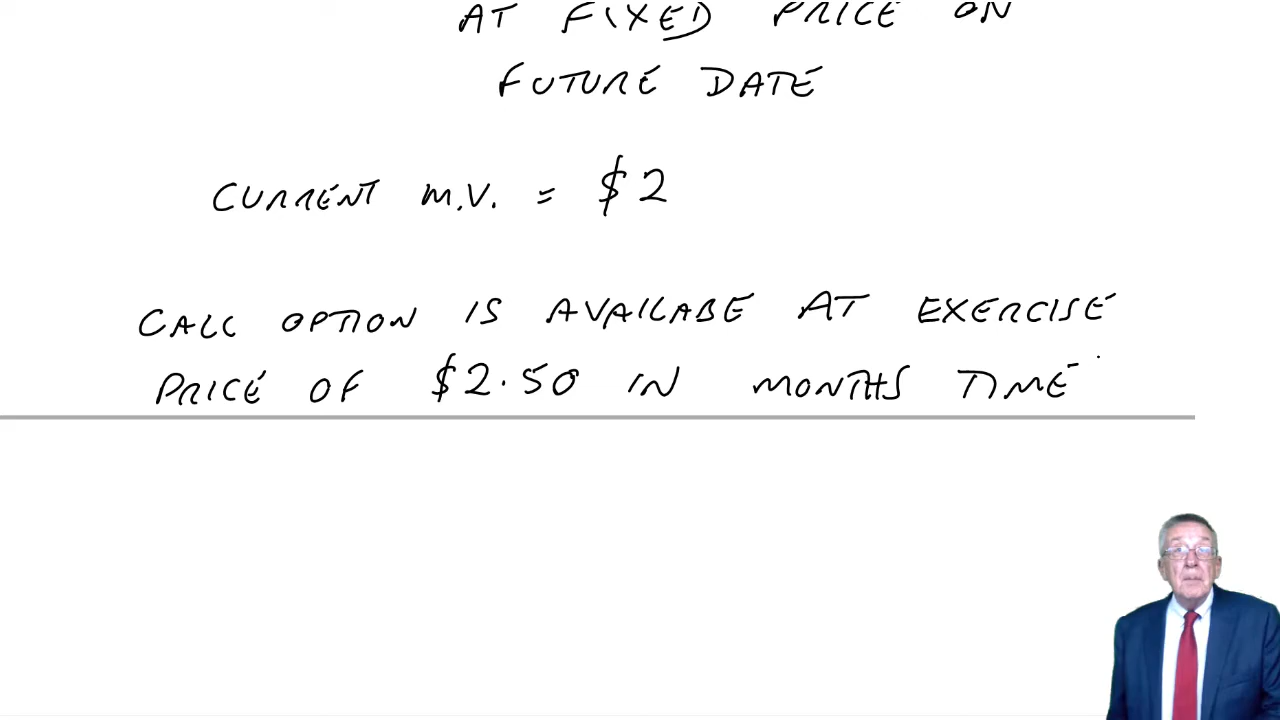 AT FIXED PRICE ON
FUTURE DATE
CURRENT M.V. = $2
CALL OPTION IS AVAILABE AT EXERCISE
PRICE OF $2.50 IN MONTHS TIME